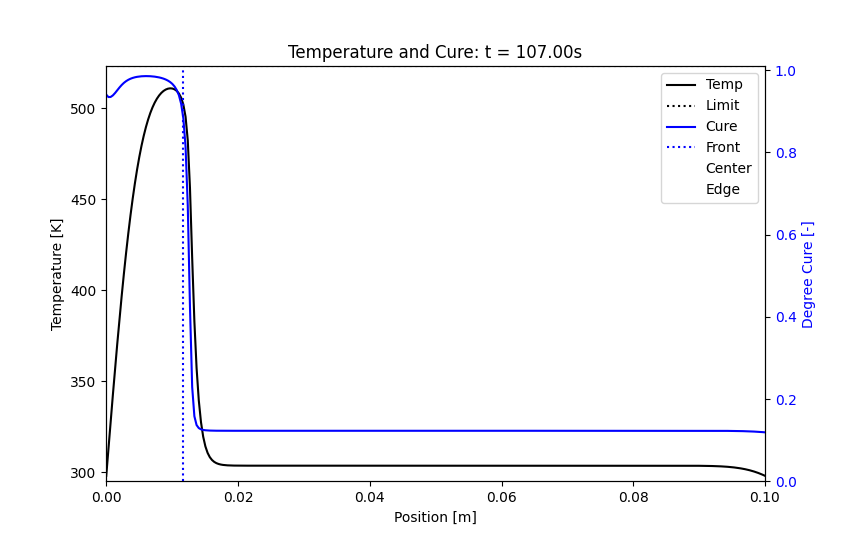 Temperature and Cure: t = 107.00s
Temp
Limit
Cure
Front
Center
Edge
500
450
400
350
300
Temperature [K]
1.0
0.8
0.6
0.4
0.2
0.0
Degree Cure [-]
0.00 0.02 0.04 0.06 0.08 0.10
Position [m]